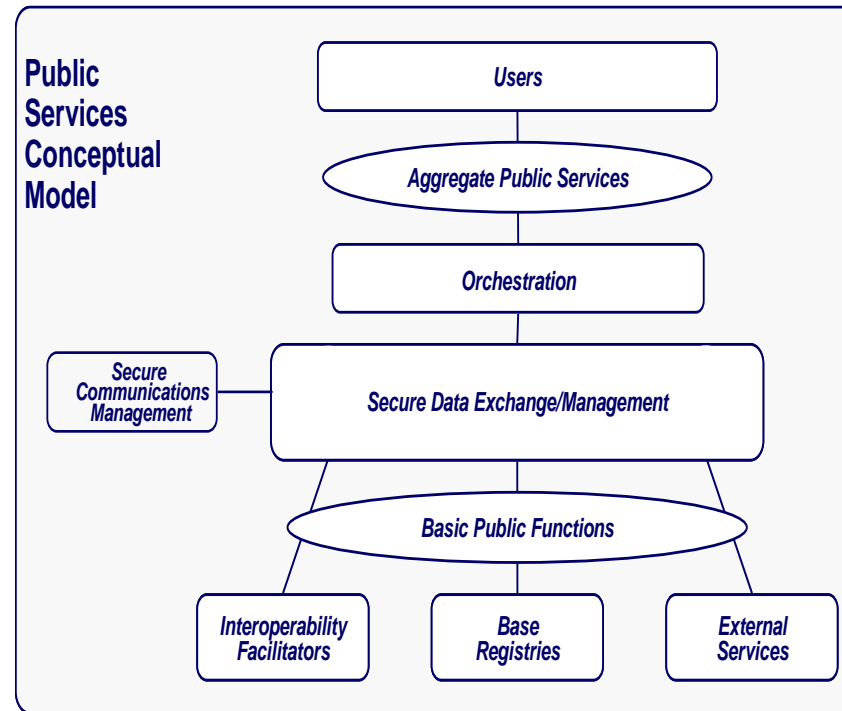 Public
Services
Conceptual
Model
Users
Aggregate Public Services
Orchestration
Secure
Communications
Management
Secure Data Exchange/Management
Basic Public Functions
Interoperability
Facilitators
Base
Registries
External
Services